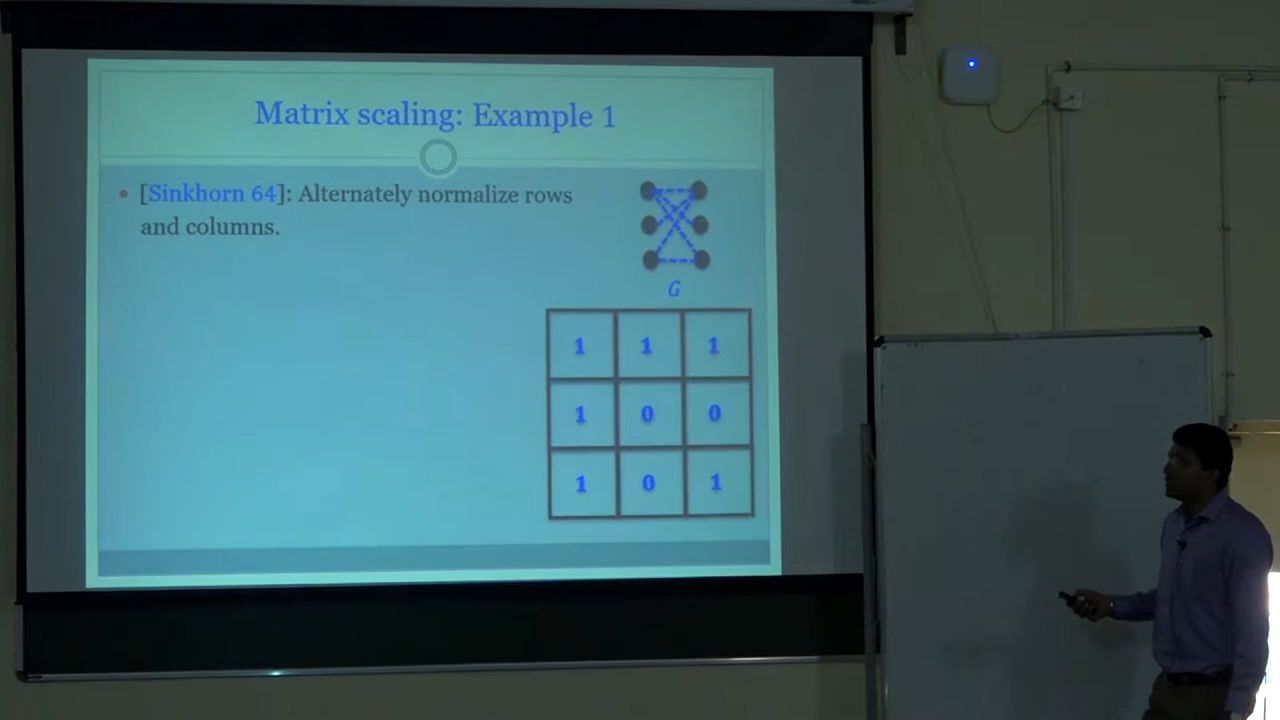 Matrix scaling: Example 1
• [Sinkhorn 64]: Alternately normalize rows
and columns.
G
1 1 1
1 0 0
1 0 1